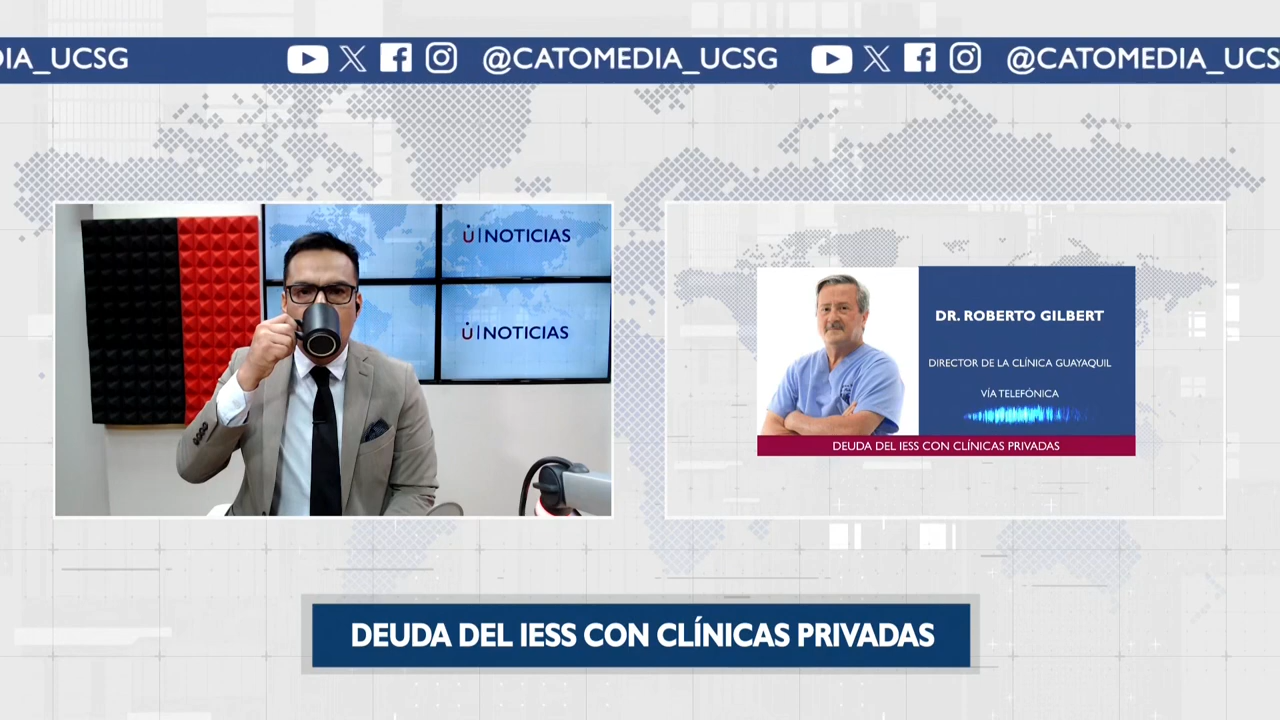 DIA_UCSG @CATOMEDIA_UCSG @CATOMEDIA_UCS
U|NOTICIAS
U|NOTICIAS
DR. ROBERTO GILBERT
DIRECTOR DE LA CLÍNICA GUAYAQUIL
VÍA TELEFÓNICA
DEUDA DEL IESS CON CLÍNICAS PRIVADAS
DEUDA DEL IESS CON CLÍNICAS PRIVADAS